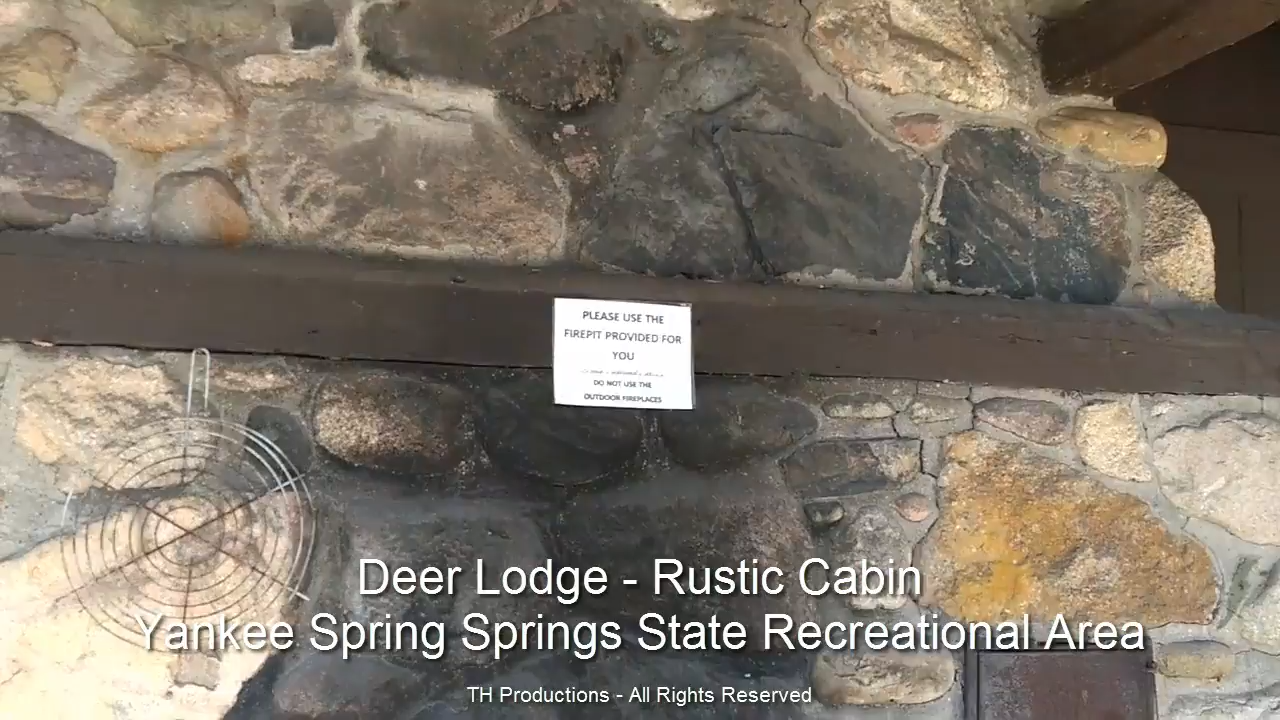 PLEASE USE THE
FIREPIT PROVIDED FOR
YOU
DO NOT USE THE
OUTDOOR FIREPLACES
Deer Lodge - Rustic Cabin
Yankee Spring Springs State Recreational Area
TH Productions - All Rights Reserved